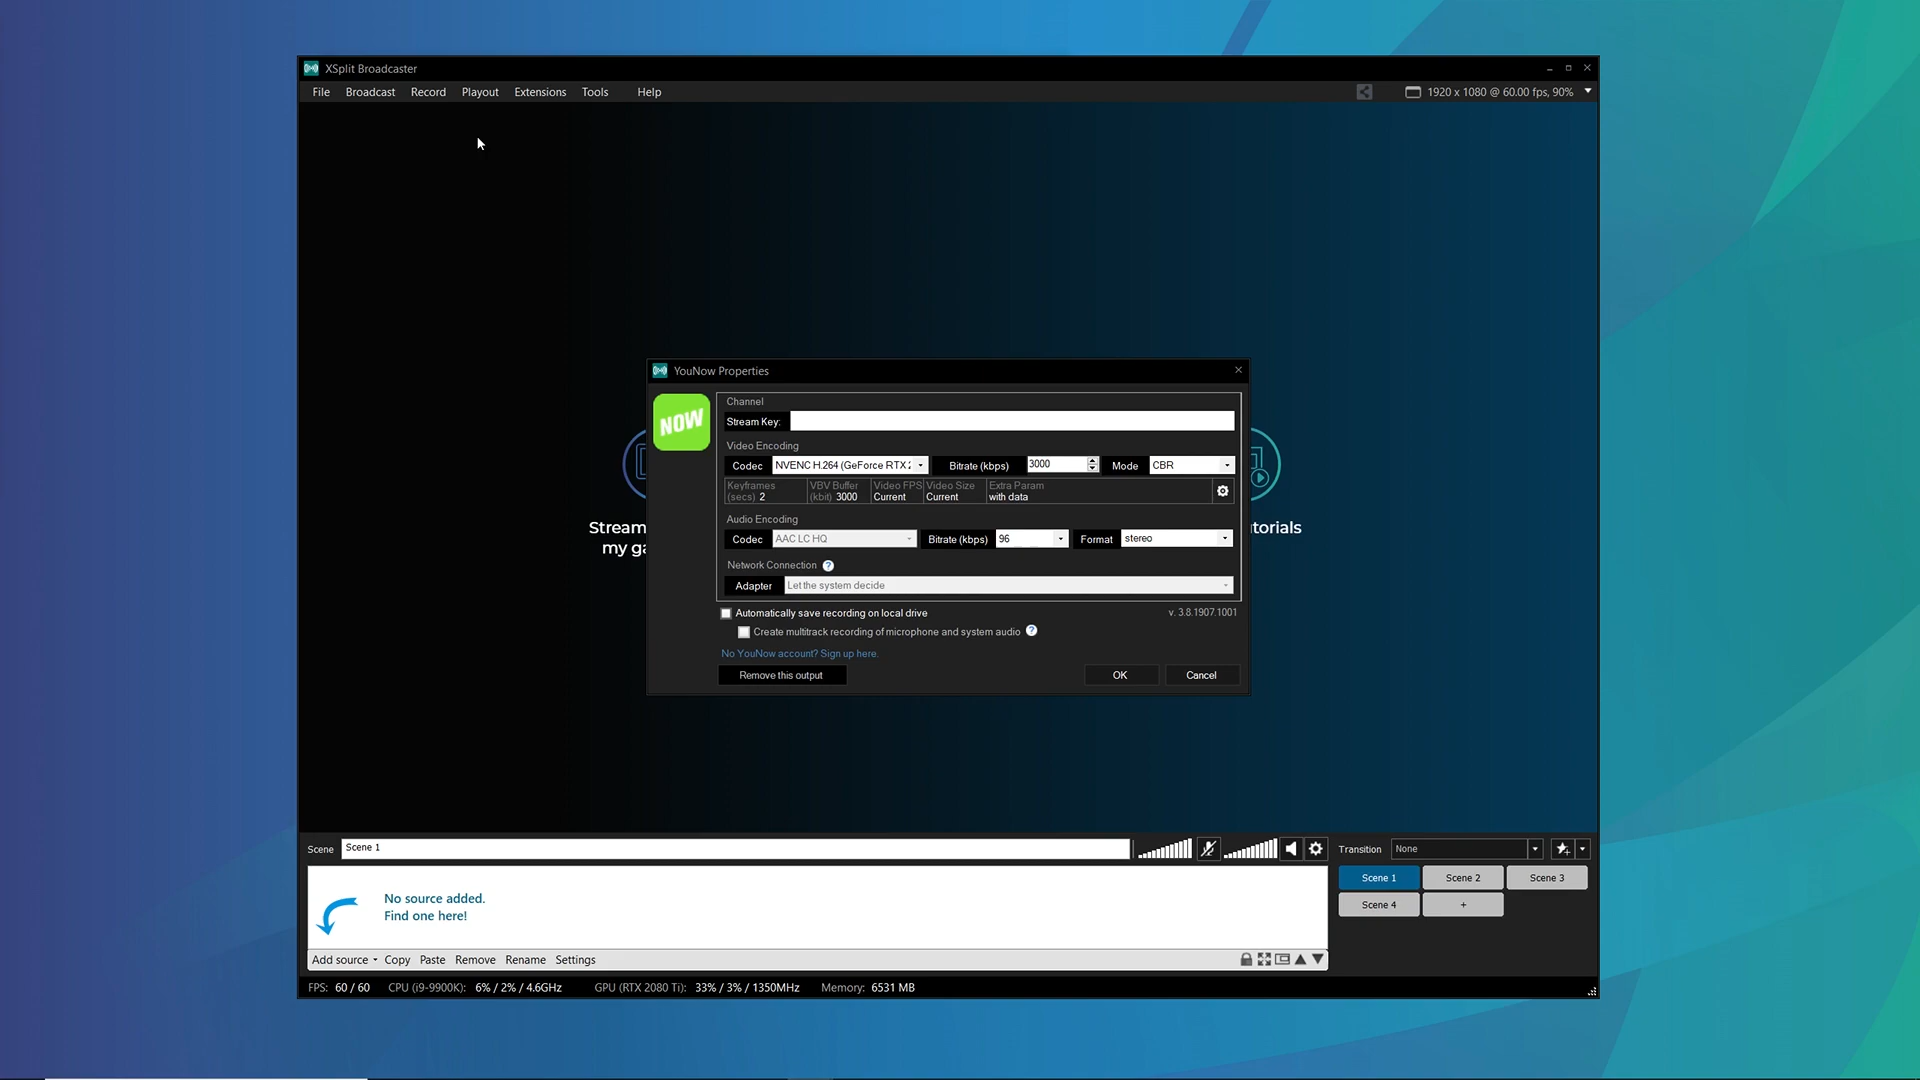 XSplit Broadcaster
File Broadcast Record Playout Extensions Tools Help
1920 x 1080 @ 60.00 fps, 90%
YouNow Properties
NOW
Channel
Stream Key:
Video Encoding
Codec NVENC H.264 (GeForce RTX Bitrate (kbps) 3000 Mode CBR
Keyframes VBV Buffer Video FPS Video Size Extra Param
(secs) 2 (kbit) 3000 Current Current with data
Audio Encoding
Codec AAC LC HQ Bitrate (kbps) 96 Format stereo
Network Connection ?
Adapter Let the system decide
Automatically save recording on local drive v. 3.8.1907.1001
Create multitrack recording of microphone and system audio ?
No YouNow account? Sign up here.
Remove this output OK Cancel
Stream
my ga
utorials
Scene Scene 1
Transition None
No source added.
Find one here!
Scene 1 Scene 2 Scene 3
Scene 4 +
Add source Copy Paste Remove Rename Settings
FPS: 60 / 60 CPU (i9-9900K): 6% / 2% / 4.6GHz GPU (RTX 2080 Ti): 33% / 3% / 1350MHz Memory: 6531 MB